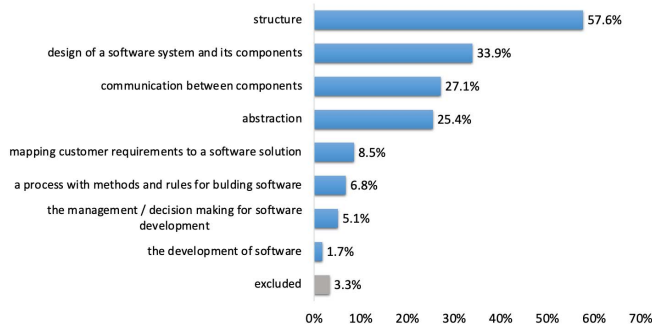 structure 57.6%
design of a software system and its components 33.9%
communication between components 27.1%
abstraction 25.4%
mapping customer requirements to a software solution 8.5%
a process with methods and rules for bulding software 6.8%
the management / decision making for software
development 5.1%
the development of software 1.7%
excluded 3.3%
0% 10% 20% 30% 40% 50% 60% 70%